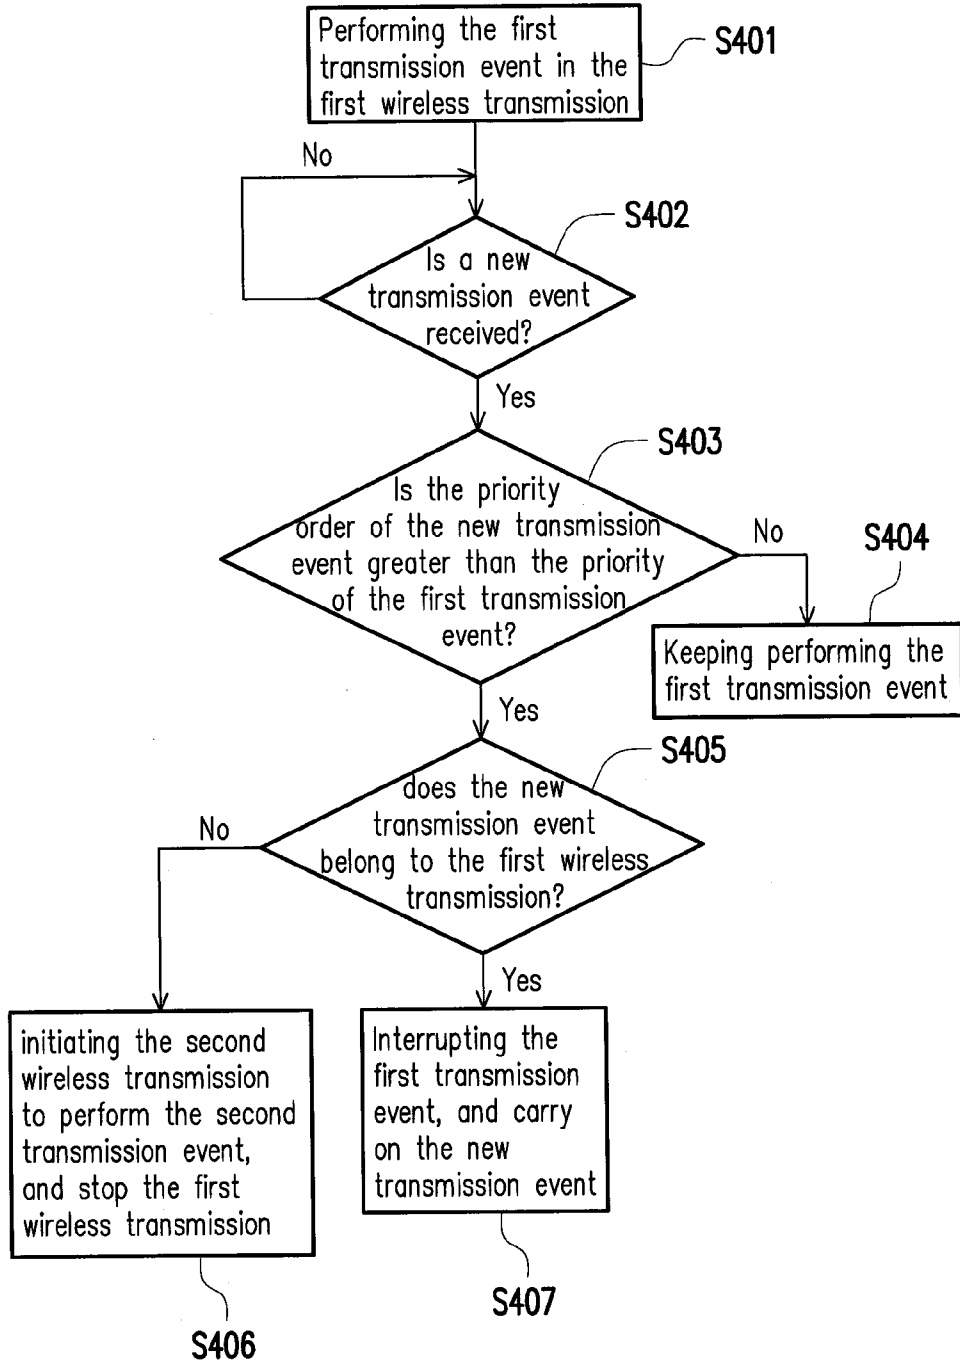 Performing the first
transmission event in the
first wireless transmission
S401
No
S402
Is a new
transmission event
received?
Yes
S403
Is the priority
order of the new transmission
event greater than the priority
of the first transmission
event?
No
S404
Keeping performing the
first transmission event
Yes
S405
does the new
transmission event
belong to the first wireless
transmission?
No
Yes
initiating the second
wireless transmission
to perform the second
transmission event,
and stop the first
wireless transmission
S406
Interrupting the
first transmission
event, and carry
on the new
transmission event
S407